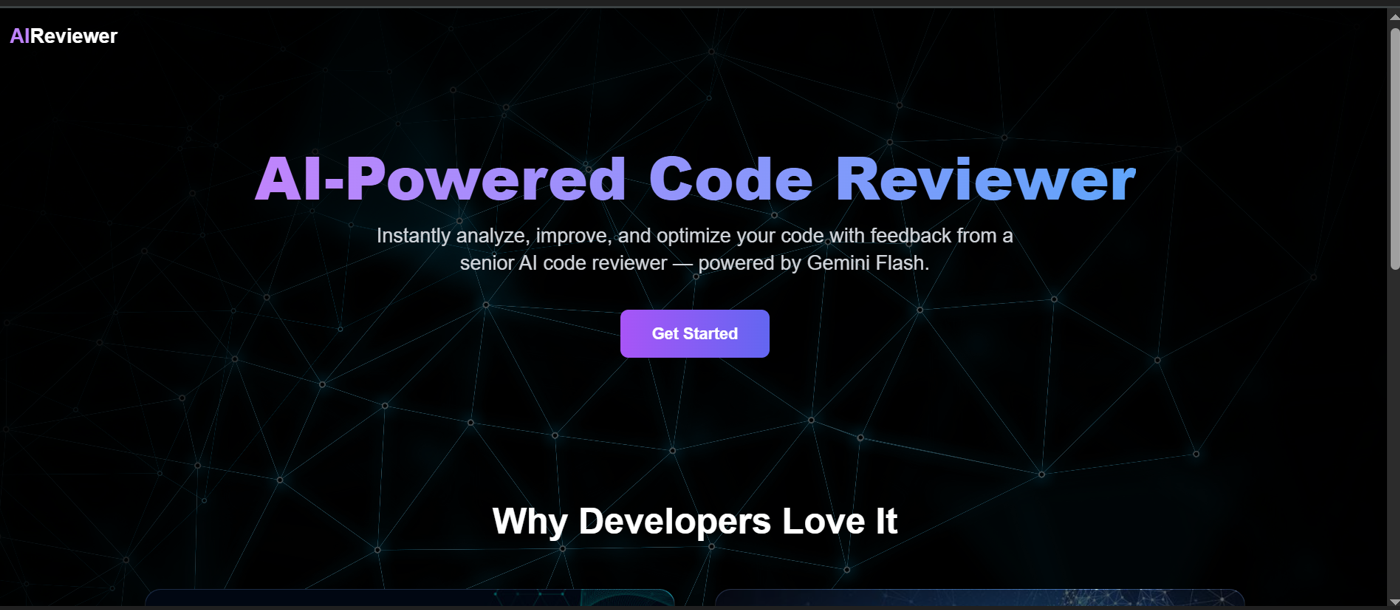 AIReviewer
AI-Powered Code Reviewer
Instantly analyze, improve, and optimize your code with feedback from a
senior AI code reviewer — powered by Gemini Flash.
Get Started
Why Developers Love It